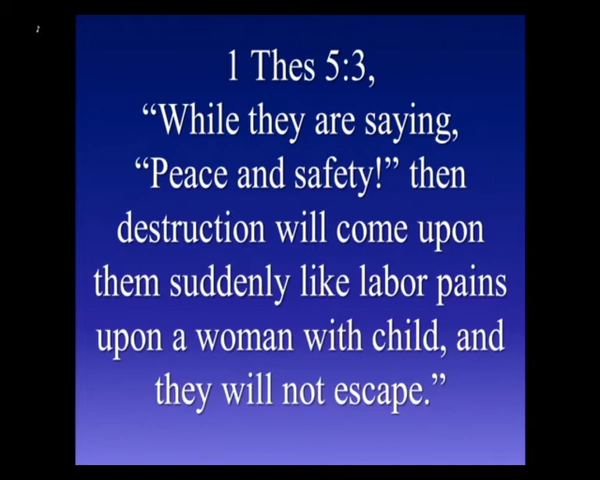 1 Thes 5:3,
“While they are saying,
“Peace and safety!” then
destruction will come upon
them suddenly like labor pains
upon a woman with child, and
they will not escape.”